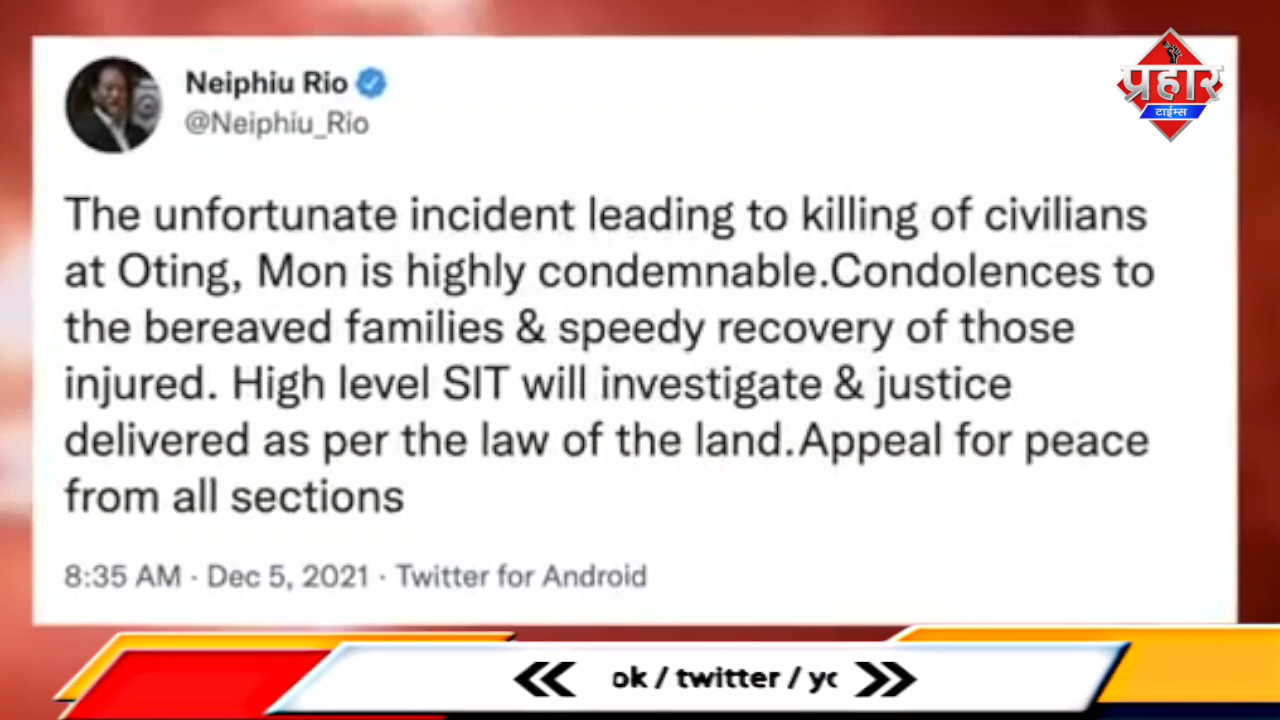 Neiphiu Rio
@Neiphiu_Rio
प्रहार
टाईम्स
The unfortunate incident leading to killing of civilians
at Oting, Mon is highly condemnable.Condolences to
the bereaved families & speedy recovery of those
injured. High level SIT will investigate & justice
delivered as per the law of the land.Appeal for peace
from all sections
8:35 AM · Dec 5, 2021 · Twitter for Android
ok / twitter / yo